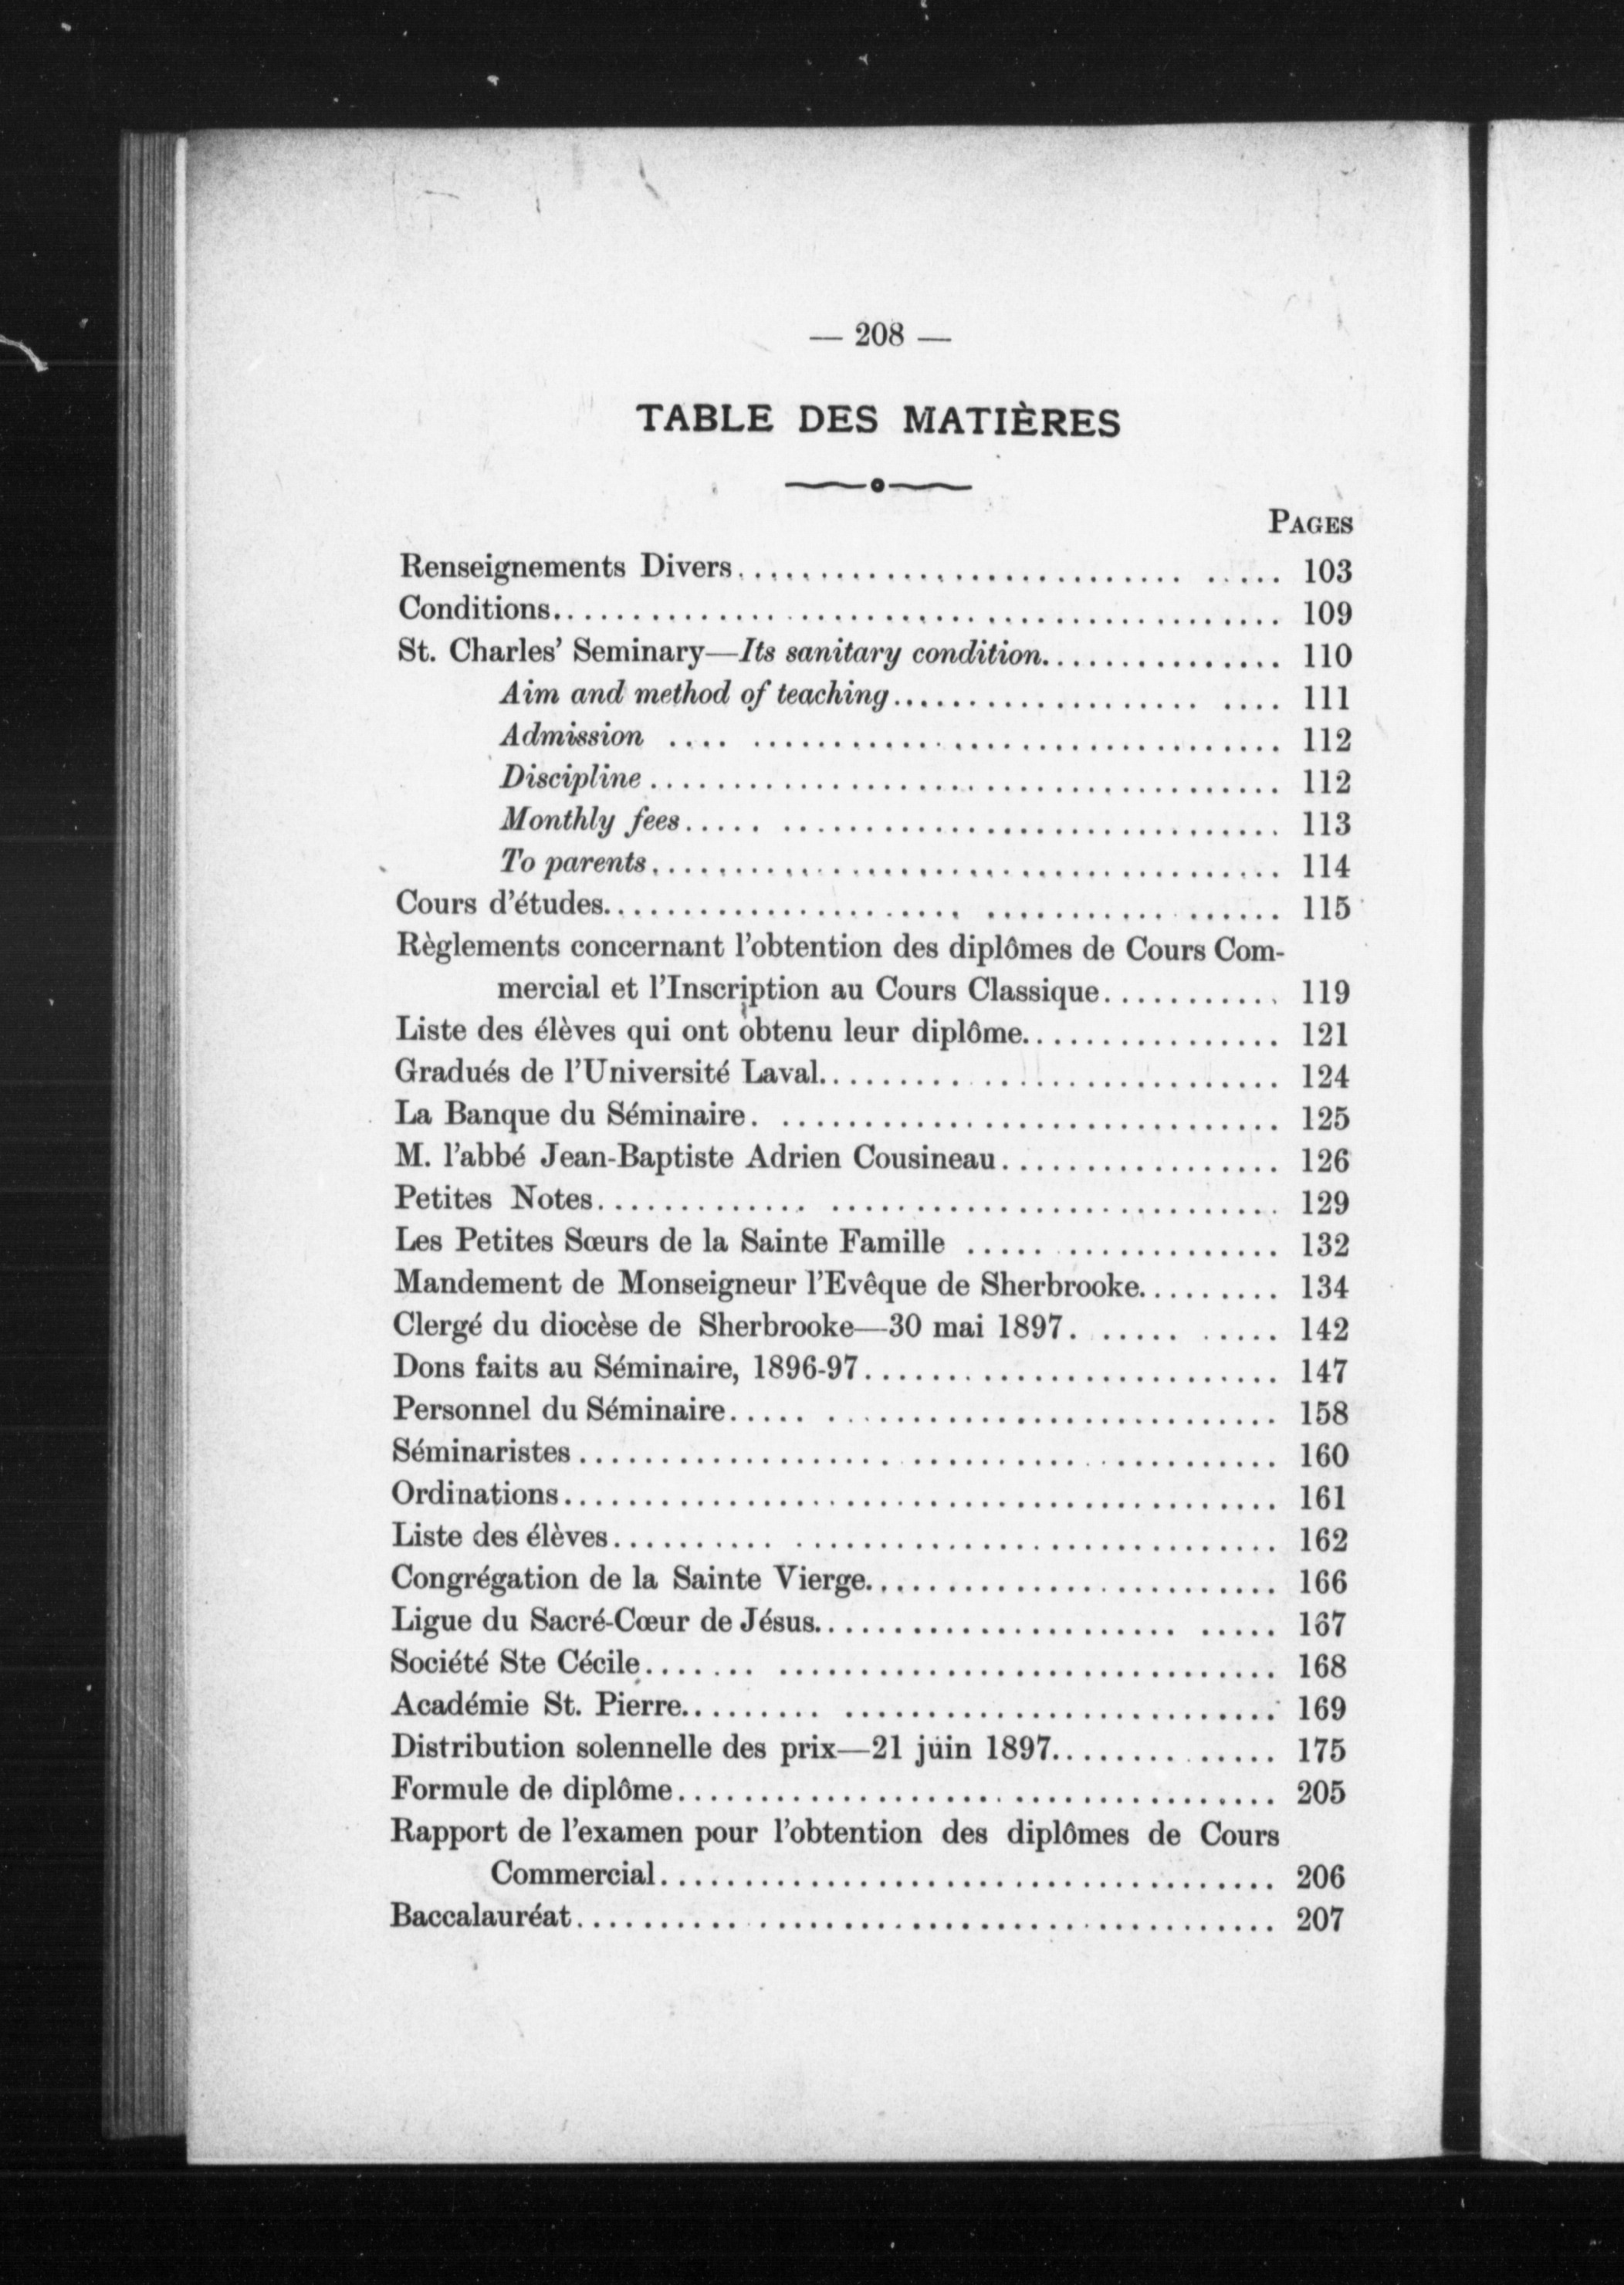 — 208 —
TABLE DES MATIÈRES
PAGES
Renseignements Divers 103
Conditions 109
St. Charles' Seminary—Its sanitary condition 110
Aim and method of teaching 111
Admission 112
Discipline 112
Monthly fees 113
To parents 114
Cours d'études 115
Règlements concernant l'obtention des diplômes de Cours Com-
mercial et l'Inscription au Cours Classique 119
Liste des élèves qui ont obtenu leur diplôme 121
Gradués de l'Université Laval 124
La Banque du Séminaire 125
M. l'abbé Jean-Baptiste Adrien Cousineau 126
Petites Notes 129
Les Petites Sœurs de la Sainte Famille 132
Mandement de Monseigneur l'Evêque de Sherbrooke 134
Clergé du diocèse de Sherbrooke—30 mai 1897 142
Dons faits au Séminaire, 1896-97 147
Personnel du Séminaire 158
Séminaristes 160
Ordinations 161
Liste des élèves 162
Congrégation de la Sainte Vierge 166
Ligue du Sacré-Cœur de Jésus 167
Société Ste Cécile 168
Académie St. Pierre 169
Distribution solennelle des prix—21 juin 1897 175
Formule de diplôme 205
Rapport de l'examen pour l'obtention des diplômes de Cours
Commercial 206
Baccalauréat 207